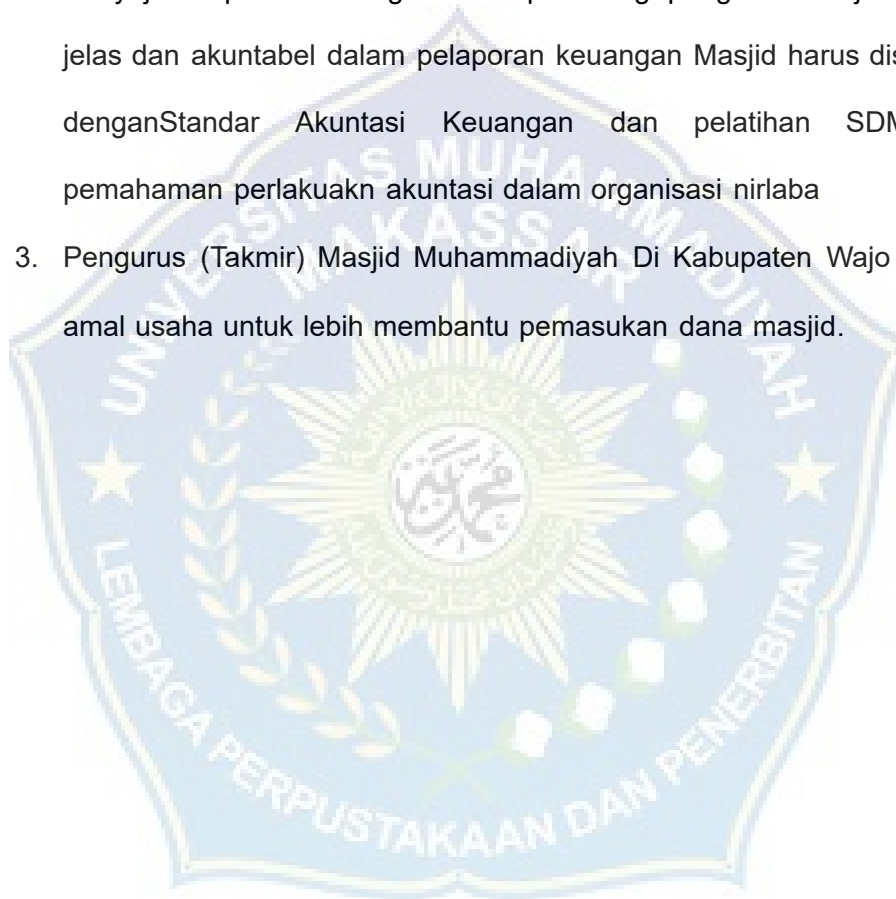 jelas dan akuntabel dalam pelaporan keuangan Masjid harus
denganStandar Akuntasi Keuangan dan pelatihan
pemahaman perlakuakn akuntasi dalam organisasi nirlaba
3. Pengurus (Takmir) Masjid Muhammadiyah Di Kabupaten Wajo
amal usaha untuk lebih membantu pemasukan dana masjid.
UNIVERSITAS MUHAMMADIYAH
MAKASSAR
LEMBAGA PERPUSTAKAAN DAN PENERBITAN